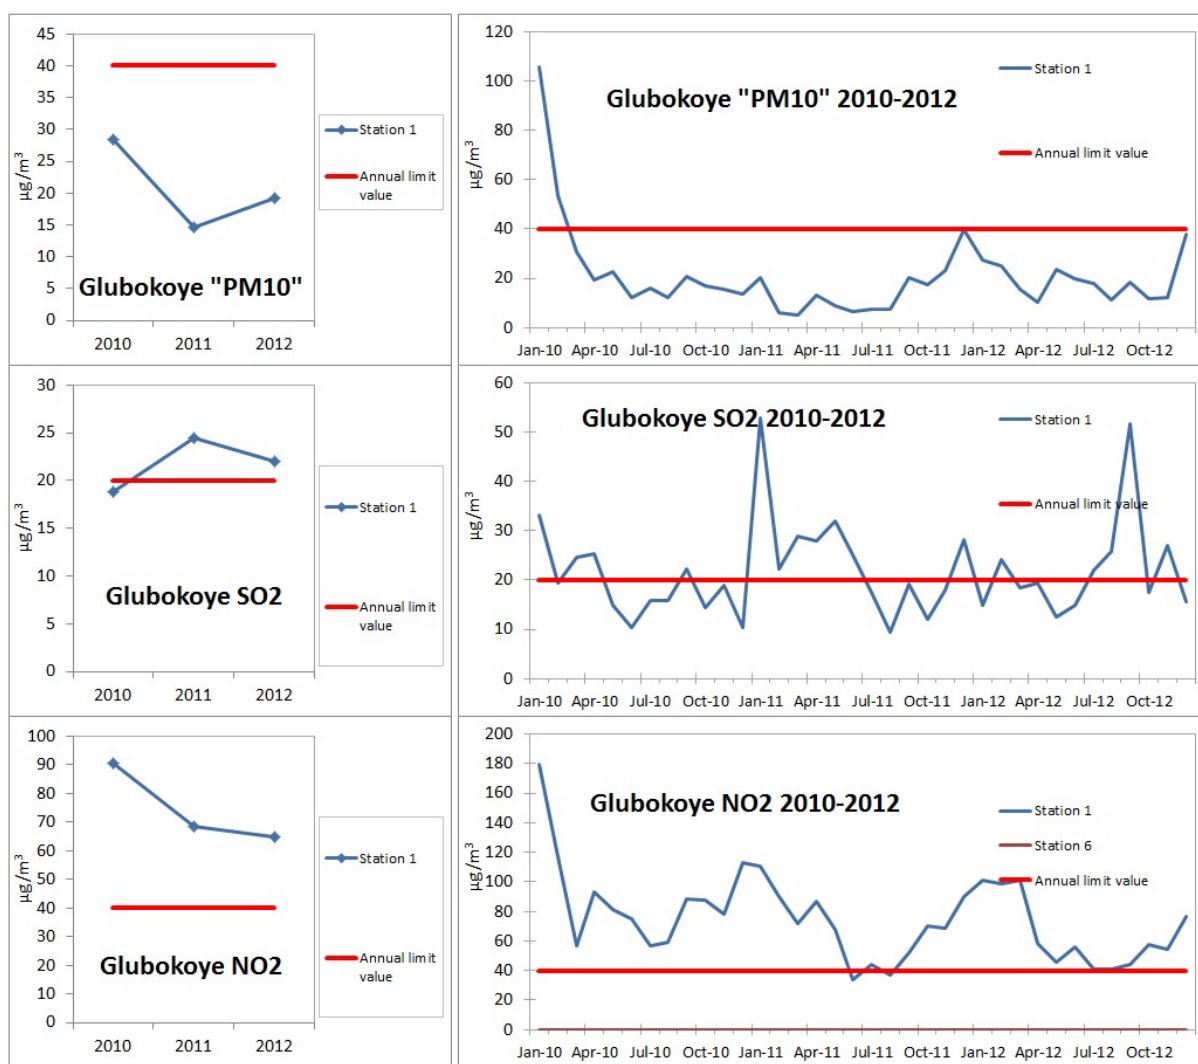 45
40
35
30
25
20
15
10
5
0
µg/m³
2010 2011 2012
Station 1
Annual limit
value
Glubokoye "PM10"
120
100
80
60
40
20
0
µg/m³
Jan-10 Apr-10 Jul-10 Oct-10 Jan-11 Apr-11 Jul-11 Oct-11 Jan-12 Apr-12 Jul-12 Oct-12
Station 1
Glubokoye "PM10" 2010-2012
Annual limit value
30
25
20
15
10
5
0
µg/m³
2010 2011 2012
Station 1
Glubokoye SO2
Annual limit
value
60
50
40
30
20
10
0
µg/m³
Jan-10 Apr-10 Jul-10 Oct-10 Jan-11 Apr-11 Jul-11 Oct-11 Jan-12 Apr-12 Jul-12 Oct-12
Glubokoye SO2 2010-2012
Station 1
Annual limit value
100
90
80
70
60
50
40
30
20
10
0
µg/m³
2010 2011 2012
Station 1
Glubokoye NO2
Annual limit
value
200
180
160
140
120
100
80
60
40
20
0
µg/m³
Jan-10 Apr-10 Jul-10 Oct-10 Jan-11 Apr-11 Jul-11 Oct-11 Jan-12 Apr-12 Jul-12 Oct-12
Glubokoye NO2 2010-2012
Station 1
Station 6
Annual limit value